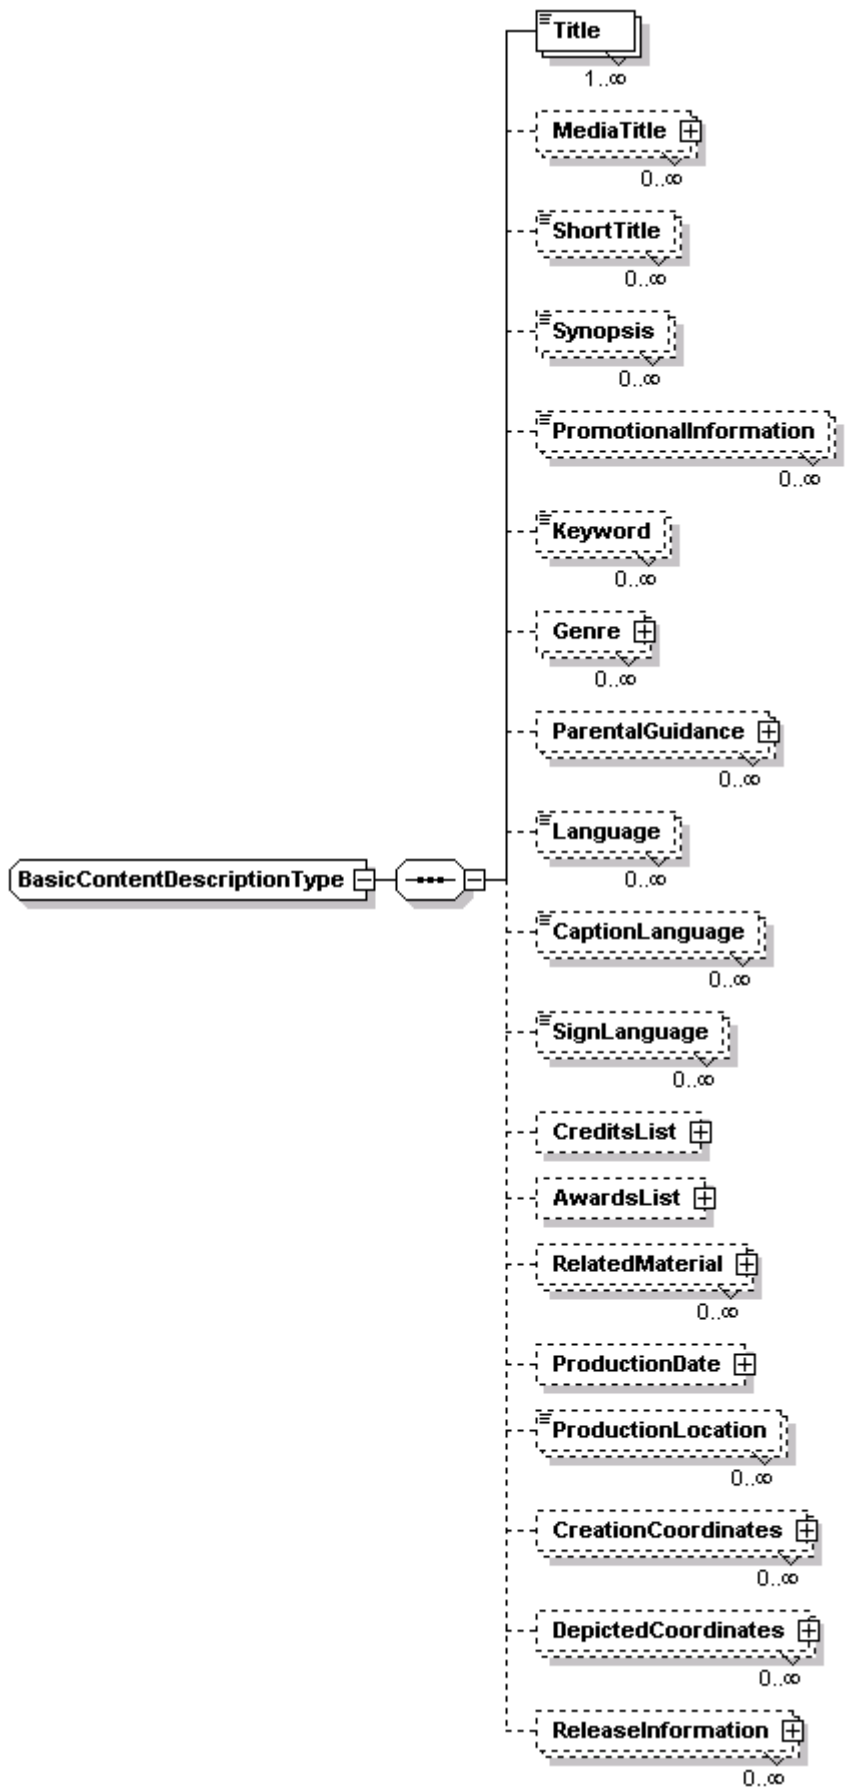 Title
1..∞
MediaTitle
0..∞
ShortTitle
0..∞
Synopsis
0..∞
PromotionalInformation
0..∞
Keyword
0..∞
Genre
0..∞
ParentalGuidance
0..∞
Language
0..∞
BasicContentDescriptionType
CaptionLanguage
0..∞
SignLanguage
0..∞
CreditsList
AwardsList
RelatedMaterial
0..∞
ProductionDate
ProductionLocation
0..∞
CreationCoordinates
0..∞
DepictedCoordinates
0..∞
ReleaseInformation
0..∞